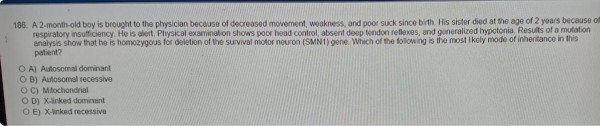 186. A 2-month-old boy is brought to the physician because of decreased movement, weakness, and poor suck since birth. His sister died at the age of 2 years because of
respiratory insufficiency. He is alert. Physical examination shows poor head control, absent deep tendon reflexes, and generalized hypotonia. Results of a mutation
analysis show that he is homozygous for deletion of the survival motor neuron (SMN1) gene. Which of the following is the most likely mode of inheritance in this
patient?
A) Autosomal dominant
B) Autosomal recessive
C) Mitochondrial
D) X-linked dominant
E) X-linked recessive